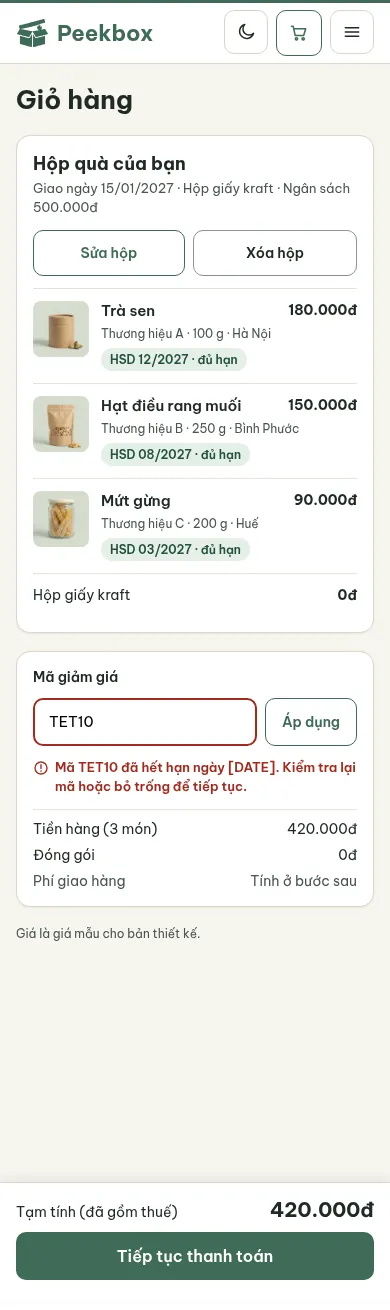 Peekbox
Giỏ hàng
Hộp quà của bạn
Giao ngày 15/01/2027 · Hộp giấy kraft · Ngân sách
500.000đ
Sửa hộp
Xóa hộp
Trà sen
180.000đ
Thương hiệu A · 100 g · Hà Nội
HSD 12/2027 · đủ hạn
Hạt điều rang muối
150.000đ
Thương hiệu B · 250 g · Bình Phước
HSD 08/2027 · đủ hạn
Mứt gừng
90.000đ
Thương hiệu C · 200 g · Huế
HSD 03/2027 · đủ hạn
Hộp giấy kraft
0đ
Mã giảm giá
TET10
Áp dụng
Mã TET10 đã hết hạn ngày [DATE]. Kiểm tra lại
mã hoặc bỏ trống để tiếp tục.
Tiền hàng (3 món)
420.000đ
Đóng gói
0đ
Phí giao hàng
Tính ở bước sau
Giá là giá mẫu cho bản thiết kế.
Tạm tính (đã gồm thuế)
420.000đ
Tiếp tục thanh toán